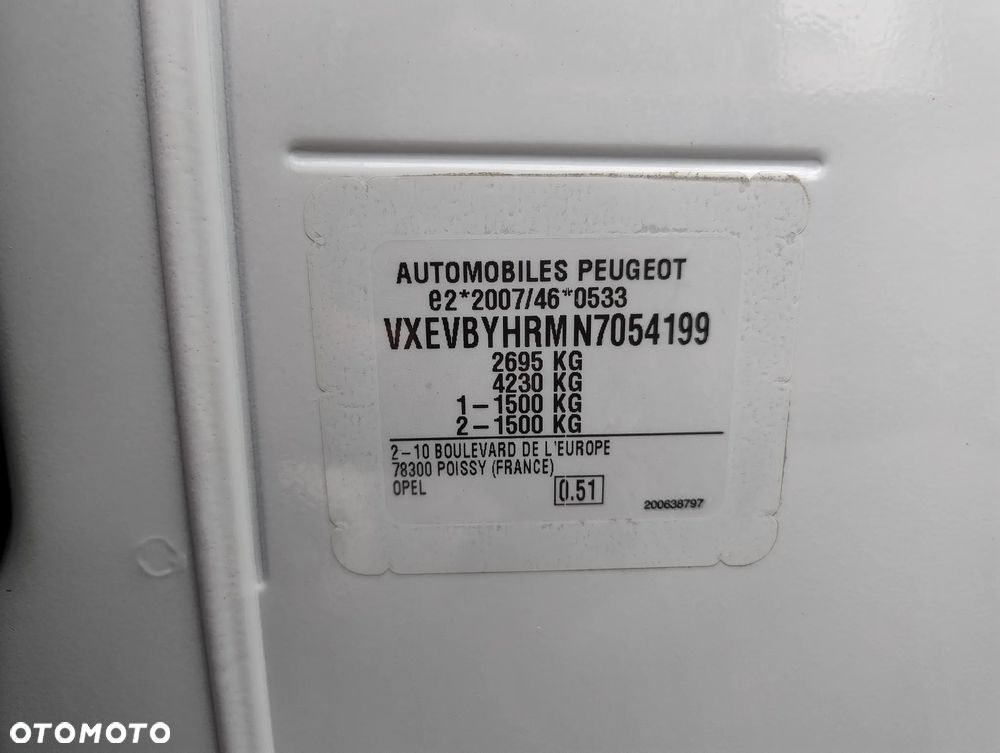 AUTOMOBILES PEUGEOT
e2*2007/46*0533
VXEVBYHRMN7054199
2695 KG
4230 KG
1-1500 KG
2-1500 KG
2-10 BOULEVARD DE L'EUROPE
78300 POISSY (FRANCE)
OPEL 0.51 200638797
OTOMOTO